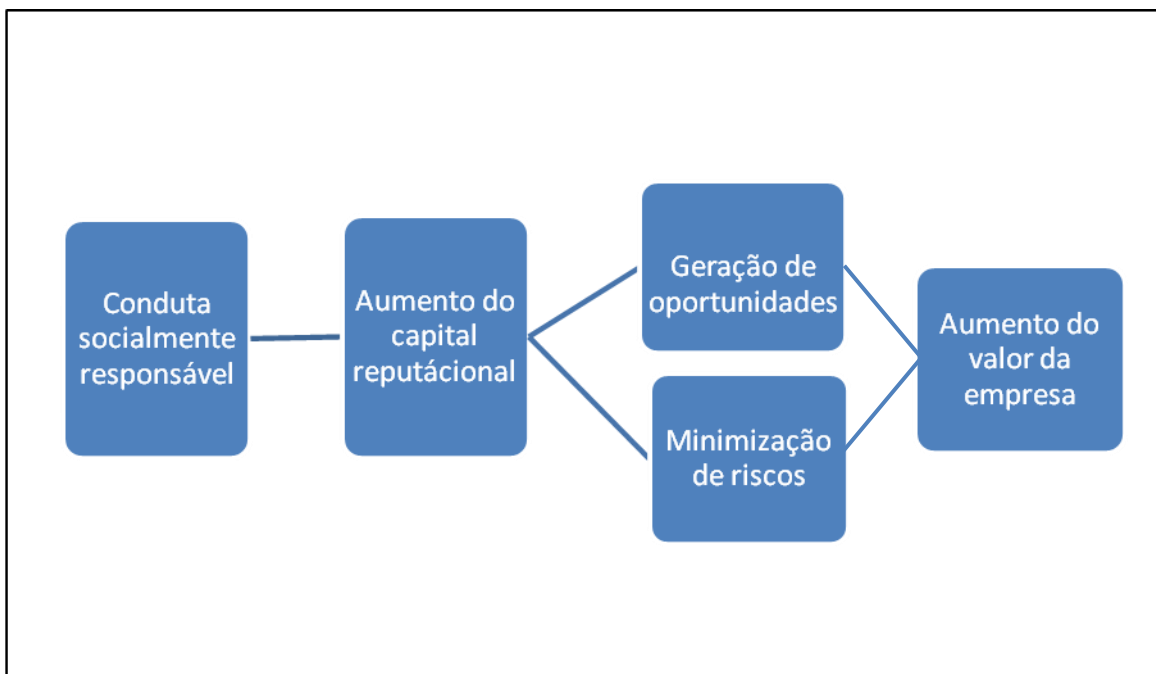 Conduta
socialmente
responsável
Aumento do
capital
reputácional
Geração de
oportunidades
Minimização
de riscos
Aumento do
valor da
empresa